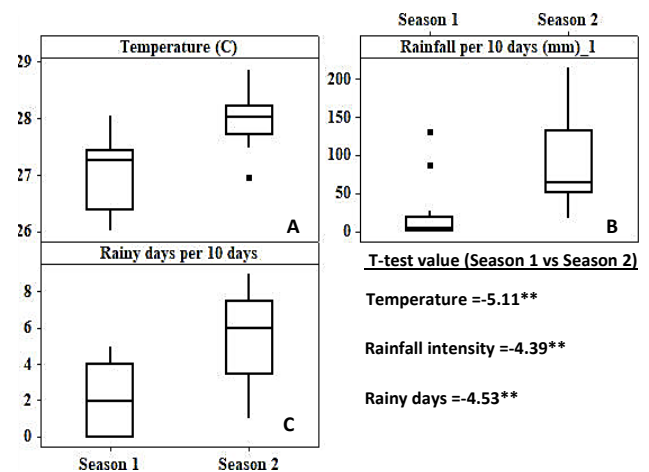 Season 1 Season 2
Temperature (C)
Rainfall per 10 days (mm)_1
29
28
27
26
A
200
150
100
50
0
B
Rainy days per 10 days
8
6
4
2
0
C
Season 1 Season 2
T-test value (Season 1 vs Season 2)
Temperature =-5.11**
Rainfall intensity =-4.39**
Rainy days =-4.53**